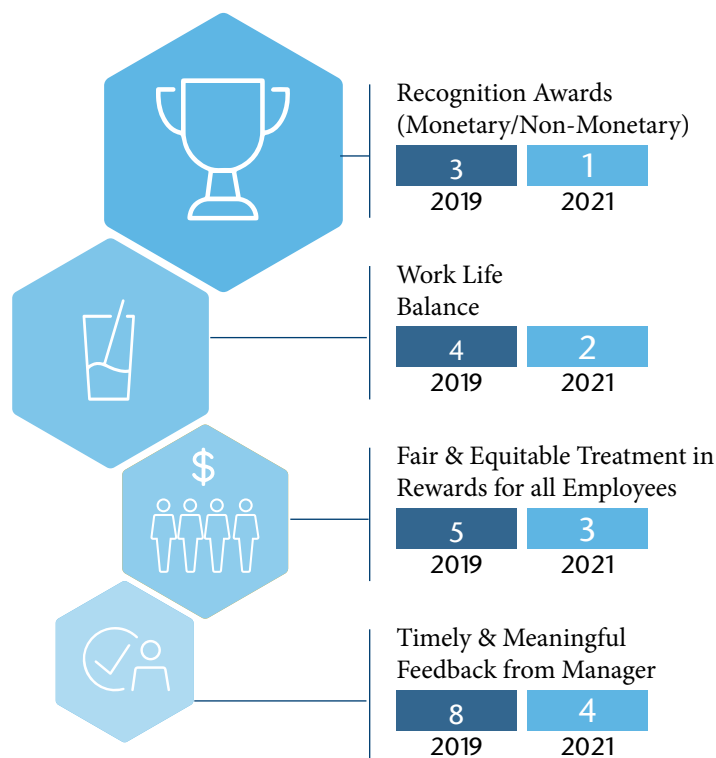 Recognition Awards
(Monetary/Non-Monetary)
3 1
2019 2021
Work Life
Balance
4 2
2019 2021
$
Fair & Equitable Treatment in
Rewards for all Employees
5 3
2019 2021
Timely & Meaningful
Feedback from Manager
8 4
2019 2021